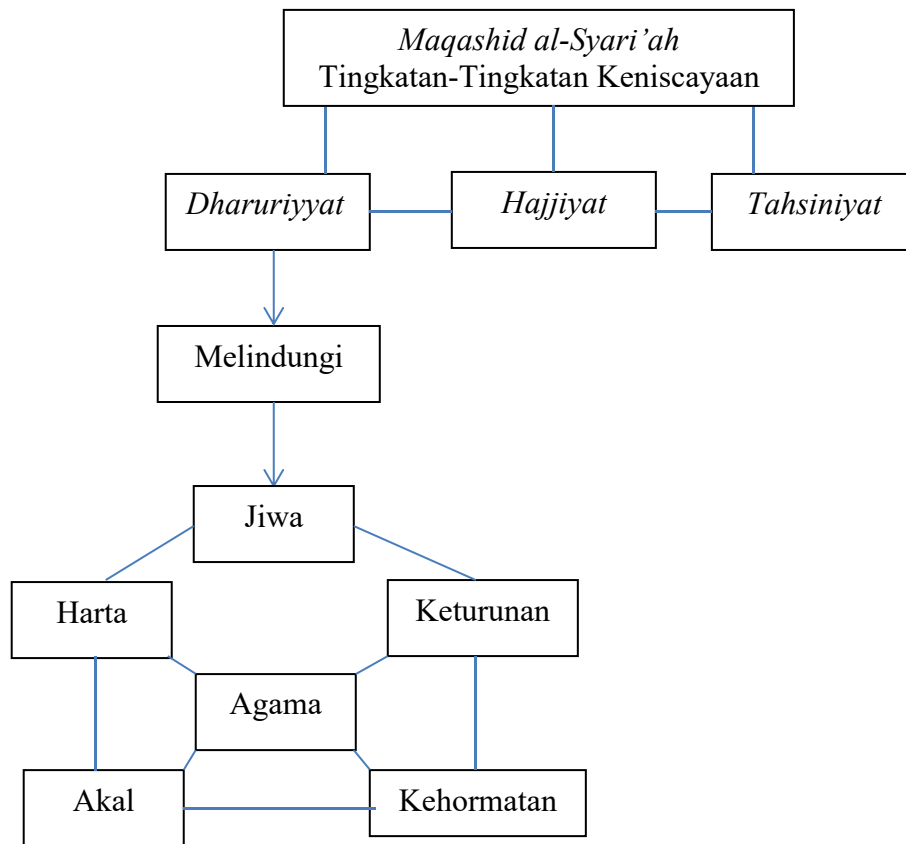 Maqashid al-Syari’ah
Tingkatan-Tingkatan Keniscayaan
Dharuriyyat
Hajjiyat
Tahsiniyat
Melindungi
Jiwa
Harta
Keturunan
Agama
Akal
Kehormatan